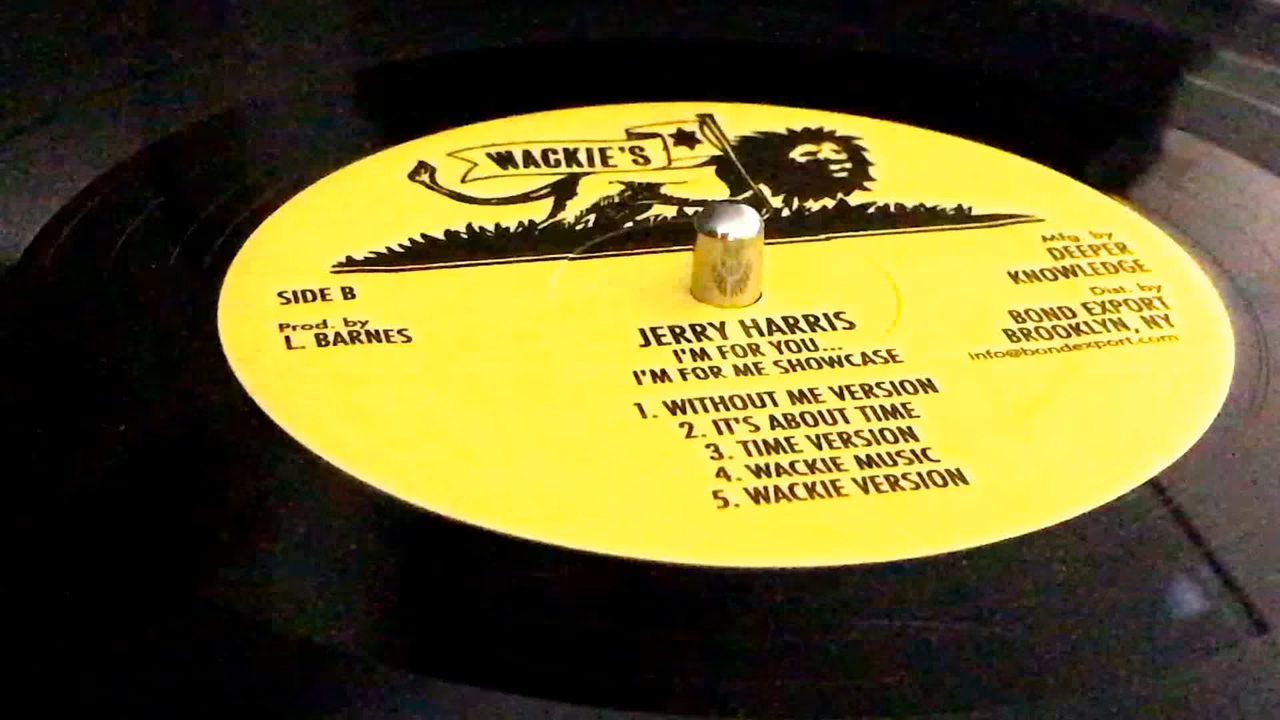 WACKIE'S
SIDE B
Prod. by
L. BARNES
Mfg. by
DEEPER
KNOWLEDGE
Dist. by
BOND EXPORT
BROOKLYN, NY
info@bondexport.com
JERRY HARRIS
I'M FOR YOU...
I'M FOR ME SHOWCASE
1. WITHOUT ME VERSION
2. IT'S ABOUT TIME
3. TIME VERSION
4. WACKIE MUSIC
5. WACKIE VERSION